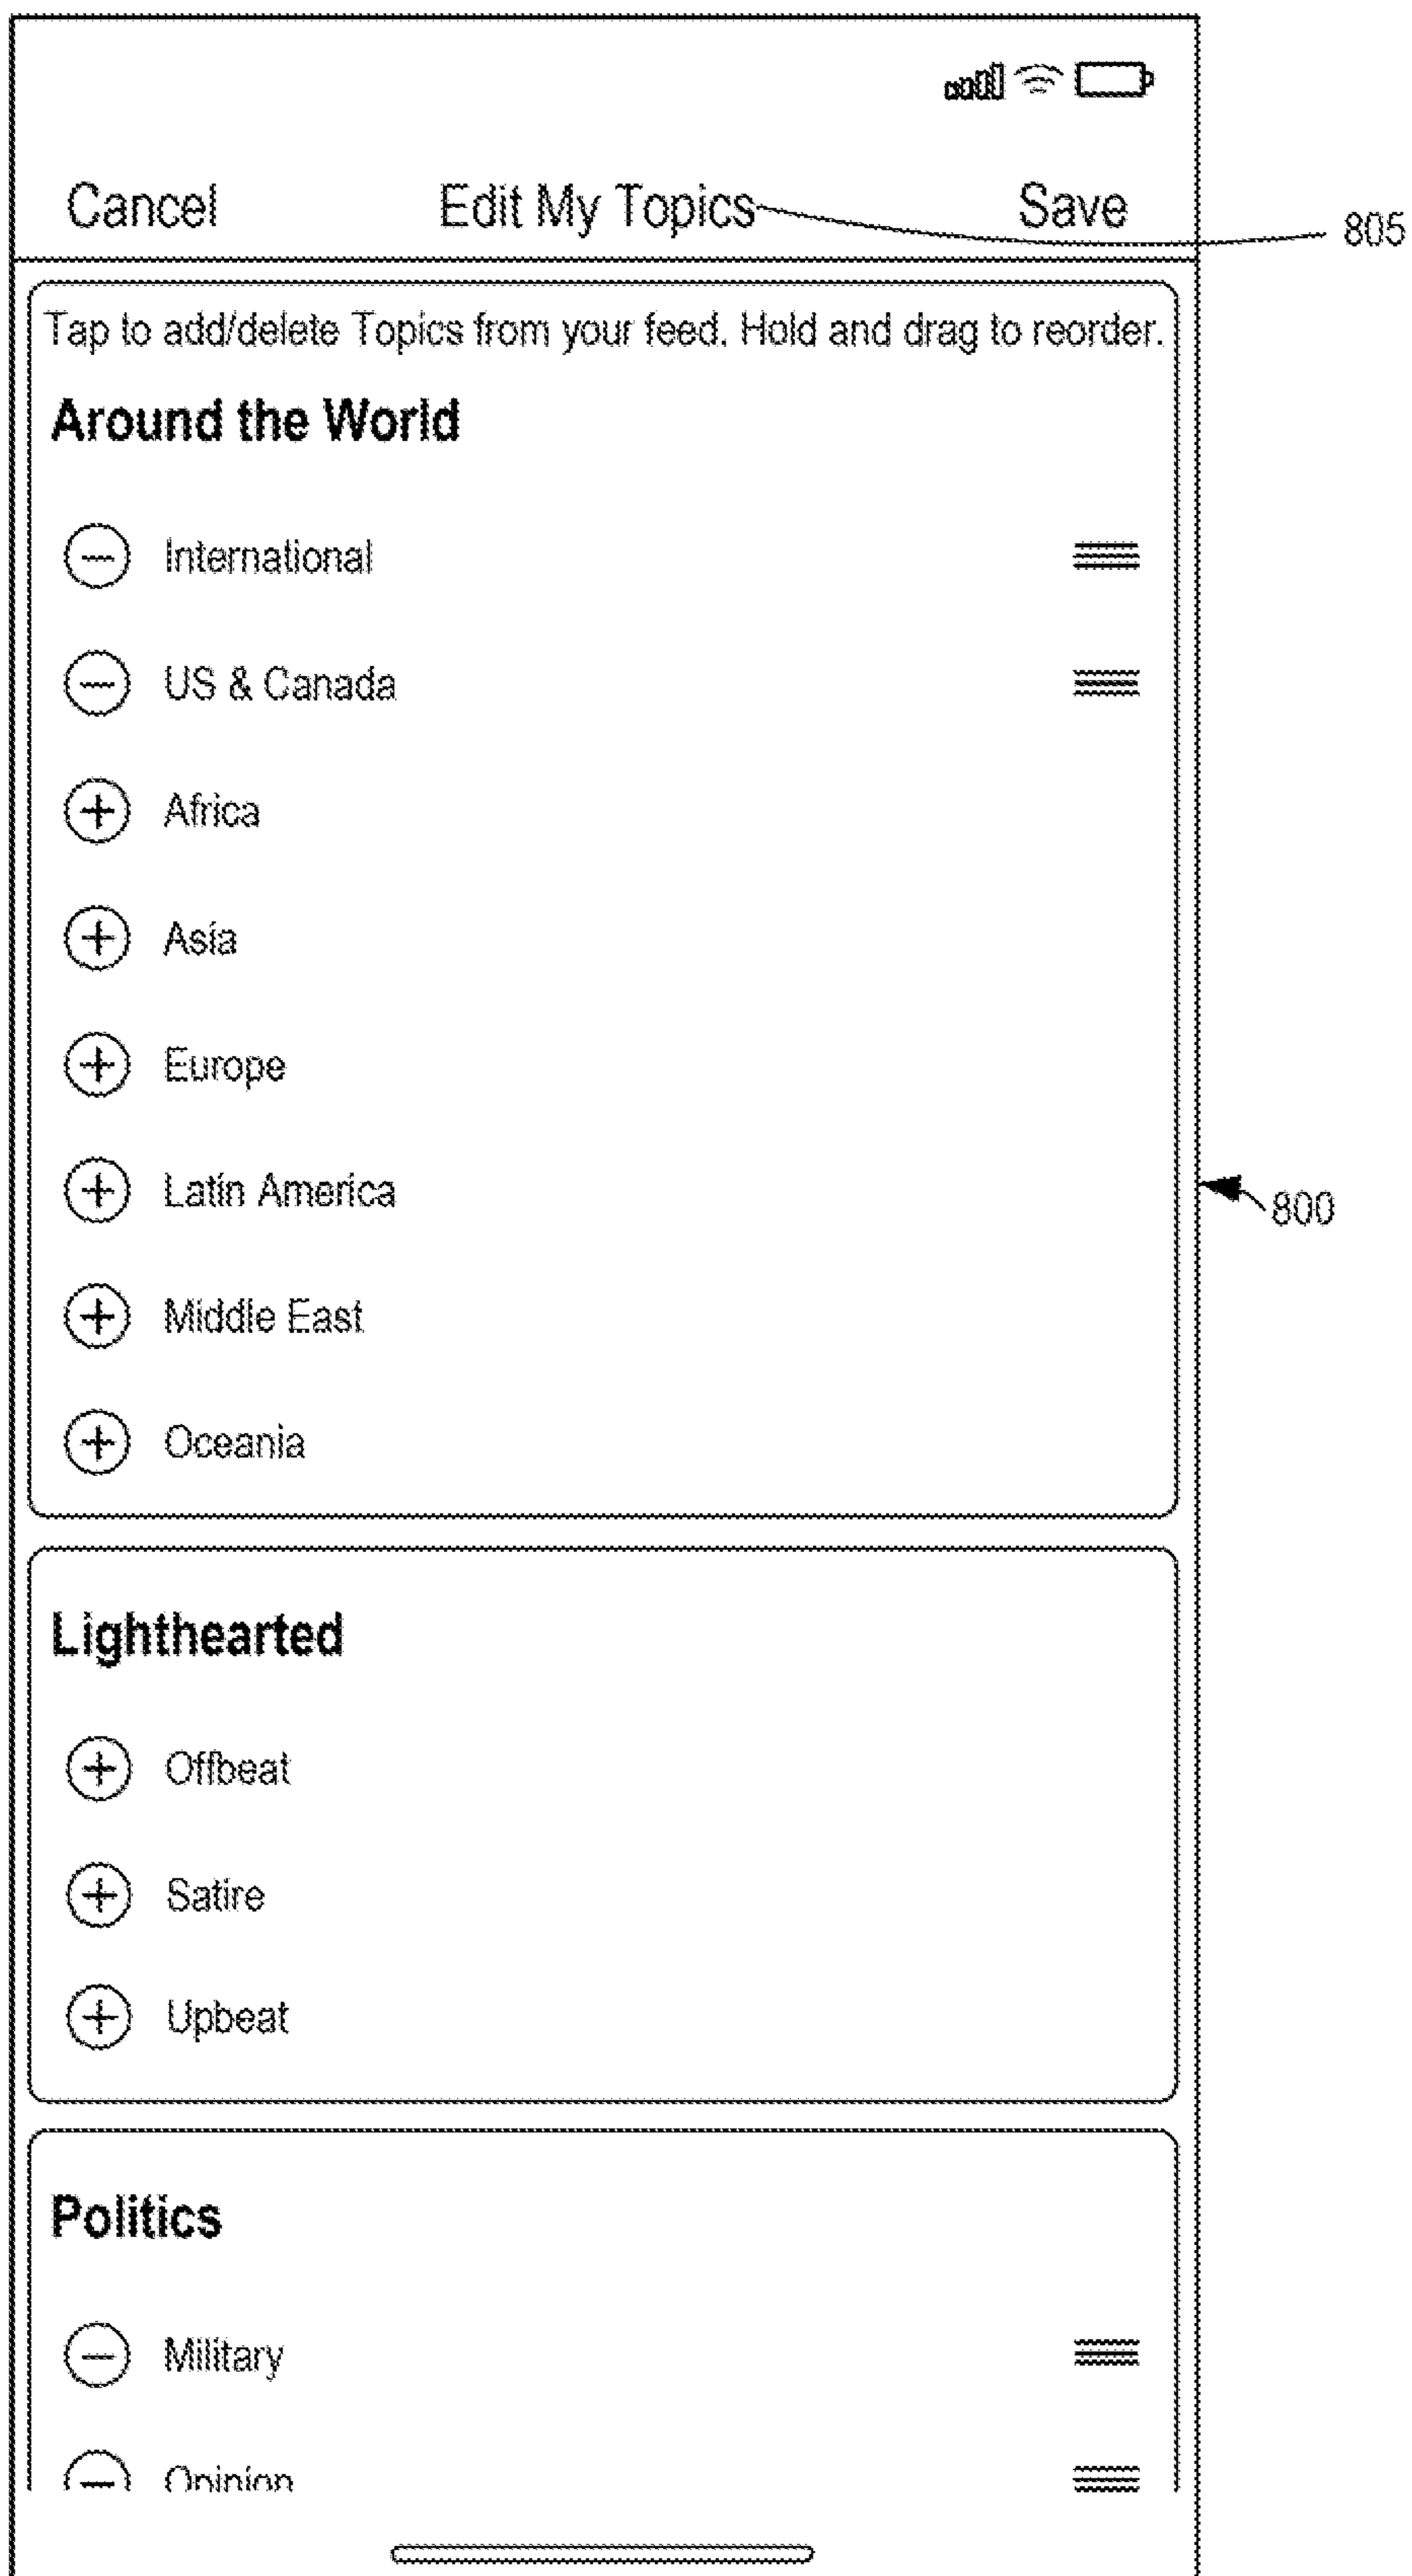 Cancel Edit My Topics Save 805
Tap to add/delete Topics from your feed. Hold and drag to reorder.
Around the World
International
US & Canada
Africa
Asia
Europe
Latin America
800
Middle East
Oceania
Lighthearted
Offbeat
Satire
Upbeat
Politics
Military
Opinion